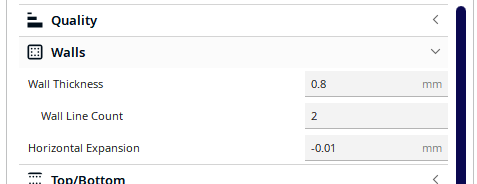 Quality
Walls
Wall Thickness 0.8 mm
Wall Line Count 2
Horizontal Expansion -0.01 mm
Top/Bottom